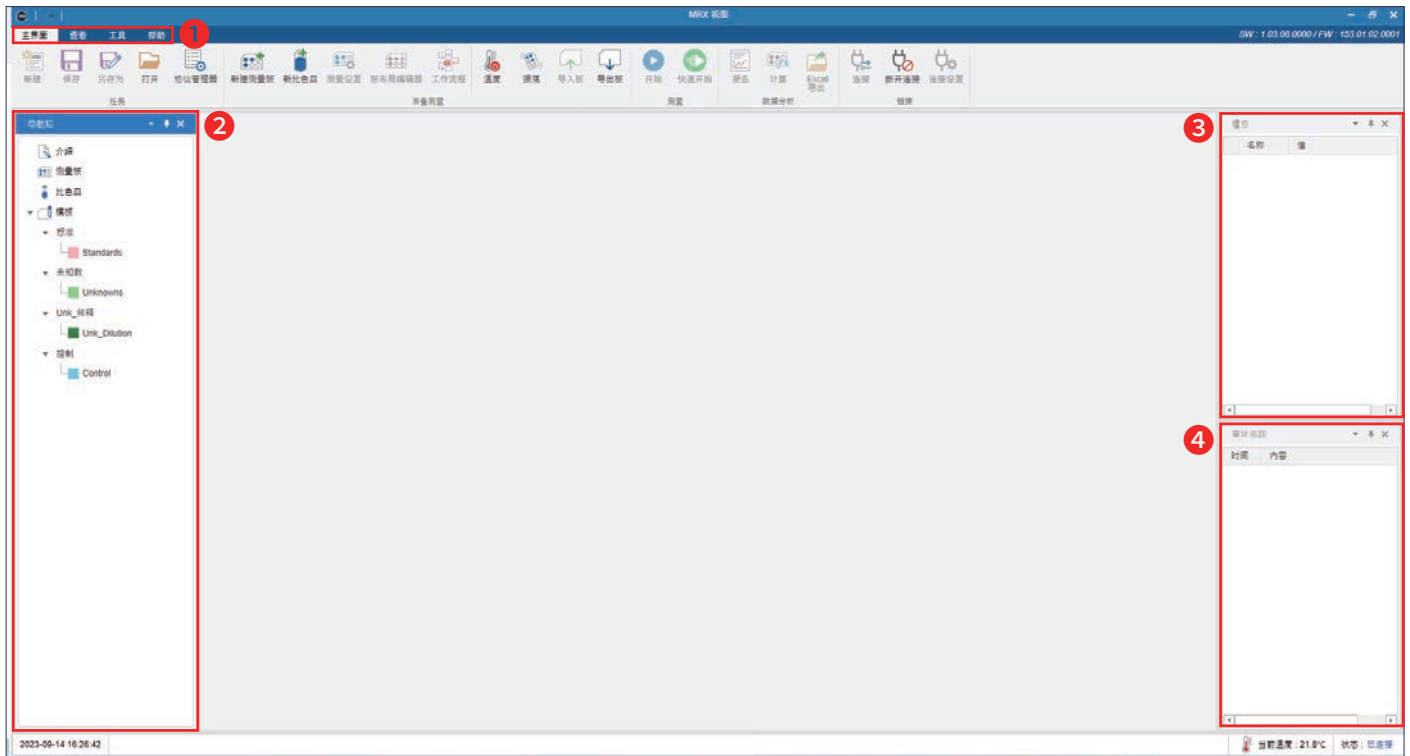 MRX 视图
主界面 查看 工具 帮助 1
SW : 1.03.00.0000 / FW : 153.01.02.0001
新建 保存 另存为 打开 协议管理器 新建测量板 新比色皿 测量设置 板布局编辑器 工作流程 温度 振荡 导入板 导出板 开始 快速开始 报告 计算 Excel 导出 连接 断开连接 连接设置
任务 准备测量 测量 数据分析 链接
导航栏 2
介绍
测量板
比色皿
模板
标准
Standards
未知数
Unknowns
Unk_稀释
Unk_Dilution
控制
Control
3 信息
名称 值
4 审计追踪
时间 内容
2023-09-14 16:26:42
当前温度 : 21.8°C 状态 : 已连接